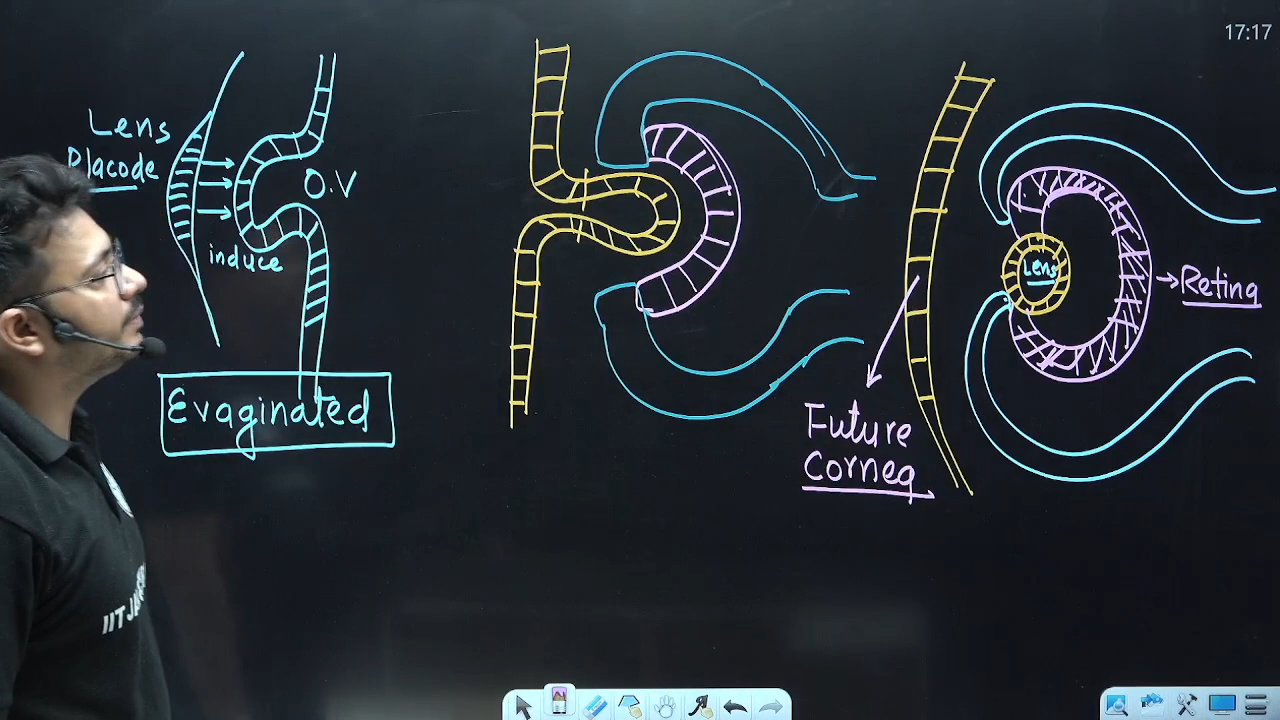 17:17
Lens
Placode
O.V
induce
Evaginated
Future
Cornea
Lens
Retina